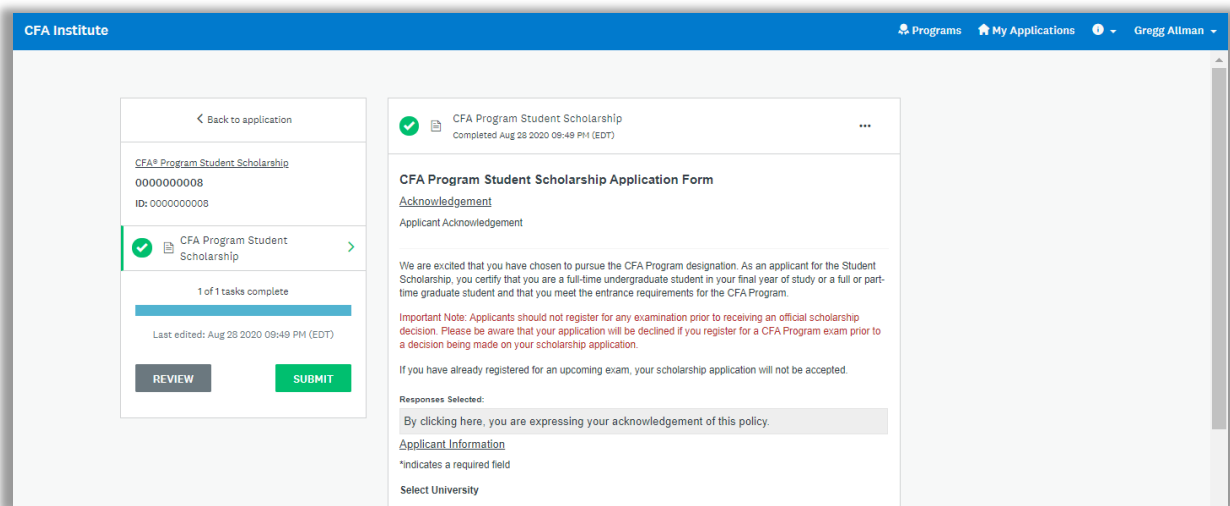 CFA Institute
Programs
My Applications
Gregg Allman
Back to application
CFA® Program Student Scholarship
0000000008
ID: 0000000008
CFA Program Student
Scholarship
1 of 1 tasks complete
Last edited: Aug 28 2020 09:49 PM (EDT)
REVIEW
SUBMIT
CFA Program Student Scholarship
Completed Aug 28 2020 09:49 PM (EDT)
...
CFA Program Student Scholarship Application Form
Acknowledgement
Applicant Acknowledgement
We are excited that you have chosen to pursue the CFA Program designation. As an applicant for the Student
Scholarship, you certify that you are a full-time undergraduate student in your final year of study or a full or part-
time graduate student and that you meet the entrance requirements for the CFA Program.
Important Note: Applicants should not register for any examination prior to receiving an official scholarship
decision. Please be aware that your application will be declined if you register for a CFA Program exam prior to
a decision being made on your scholarship application.
If you have already registered for an upcoming exam, your scholarship application will not be accepted.
Responses Selected:
By clicking here, you are expressing your acknowledgement of this policy.
Applicant Information
*indicates a required field
Select University